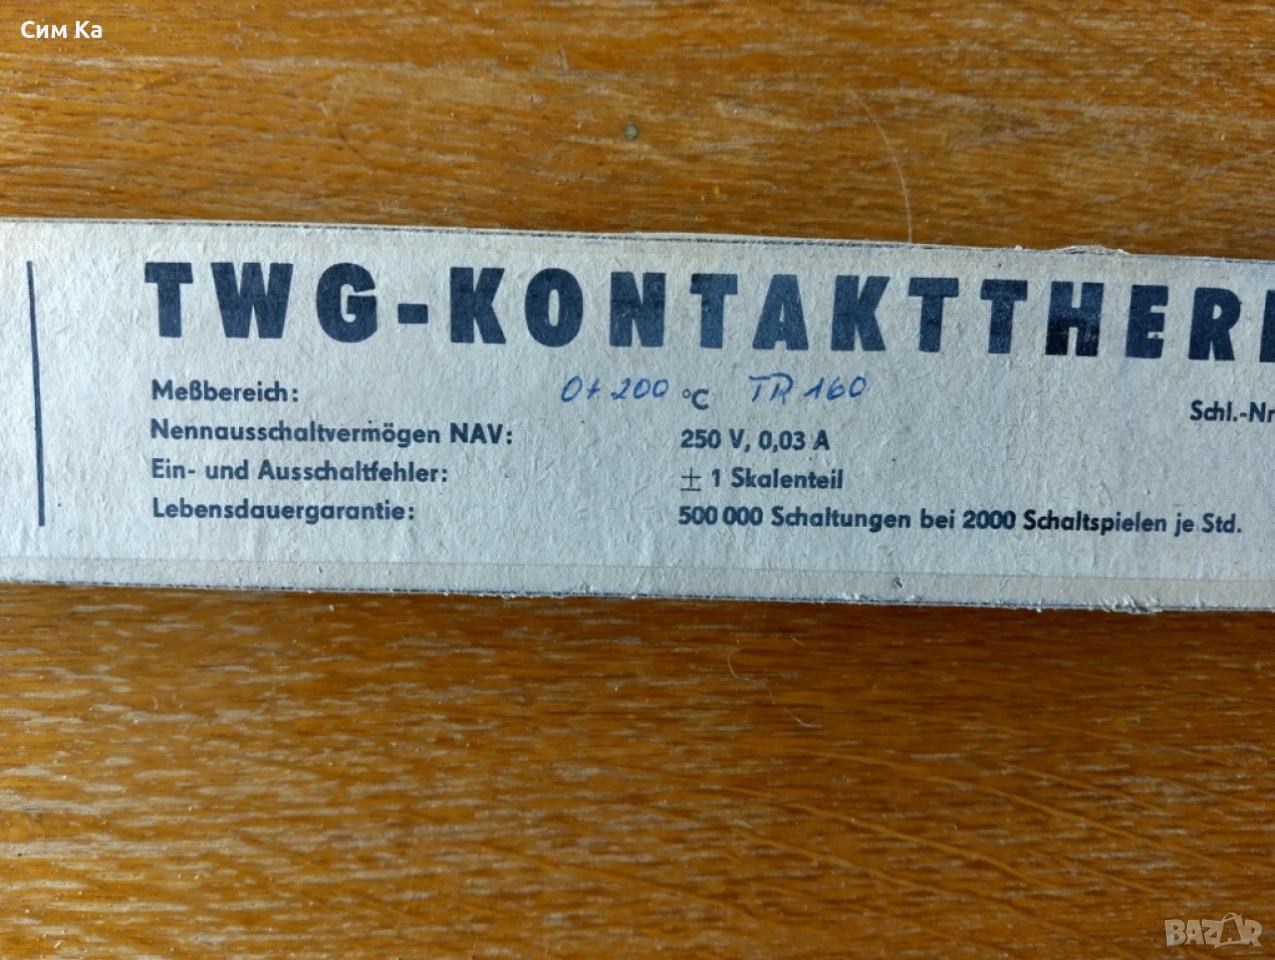 Сим Ка
TWG-KONTAKTTHER
Meßbereich: 0 ÷ 200 °C TR 160
Schl.-Nr
Nennausschaltvermögen NAV: 250 V, 0,03 A
Ein- und Ausschaltfehler: ± 1 Skalenteil
Lebensdauergarantie: 500 000 Schaltungen bei 2000 Schaltspielen je Std.
BAZAR